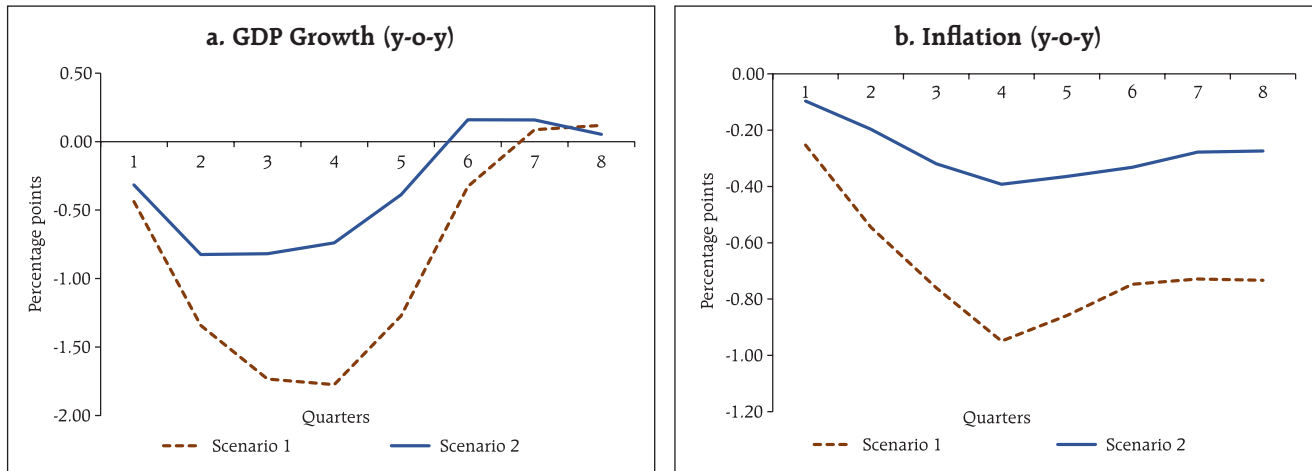 a. GDP Growth (y-o-y)
0.50
0.00
-0.50
-1.00
-1.50
-2.00
Percentage points
1 2 3 4 5 6 7 8
Quarters
Scenario 1 Scenario 2
b. Inflation (y-o-y)
0.00
-0.20
-0.40
-0.60
-0.80
-1.00
-1.20
Percentage points
1 2 3 4 5 6 7 8
Quarters
Scenario 1 Scenario 2